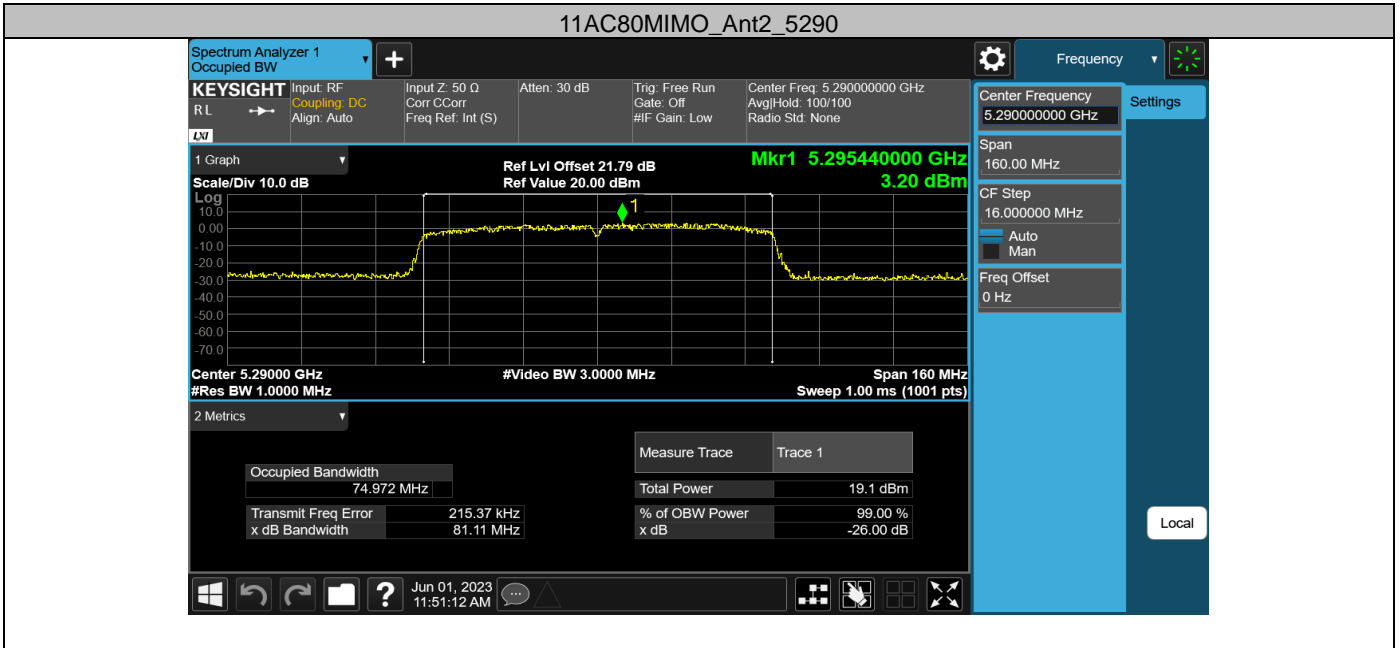 11AC80MIMO_Ant2_5290
Spectrum Analyzer 1
Occupied BW
Frequency
KEYSIGHT
R L
LXI
Input: RF
Coupling: DC
Align: Auto
Input Z: 50 Ω
Corr CCorr
Freq Ref: Int (S)
Atten: 30 dB
Trig: Free Run
Gate: Off
#IF Gain: Low
Center Freq: 5.290000000 GHz
Avg|Hold: 100/100
Radio Std: None
Center Frequency
5.290000000 GHz
Settings
Span
160.00 MHz
CF Step
16.000000 MHz
Auto
Man
Freq Offset
0 Hz
Local
1 Graph
Scale/Div 10.0 dB
Ref Lvl Offset 21.79 dB
Ref Value 20.00 dBm
Mkr1 5.295440000 GHz
3.20 dBm
Log
10.0
0.00
-10.0
-20.0
-30.0
-40.0
-50.0
-60.0
-70.0
1
Center 5.29000 GHz
#Res BW 1.0000 MHz
#Video BW 3.0000 MHz
Span 160 MHz
Sweep 1.00 ms (1001 pts)
2 Metrics
Measure Trace Trace 1
Occupied Bandwidth
74.972 MHz
Total Power 19.1 dBm
Transmit Freq Error 215.37 kHz
% of OBW Power 99.00 %
x dB Bandwidth 81.11 MHz
x dB -26.00 dB
?
Jun 01, 2023
11:51:12 AM